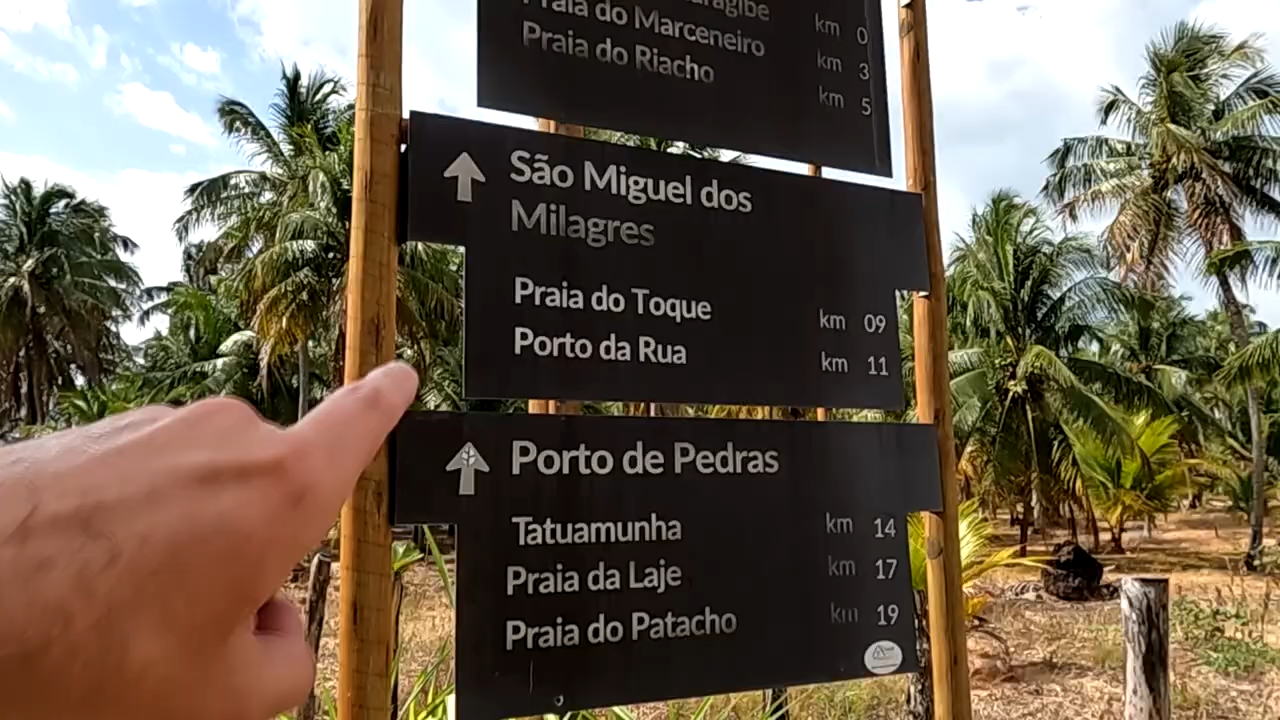 Praia do Marceneiro km 3
Praia do Riacho km 5
São Miguel dos
Milagres
Praia do Toque km 09
Porto da Rua km 11
Porto de Pedras
Tatuamunha km 14
Praia da Laje km 17
Praia do Patacho km 19